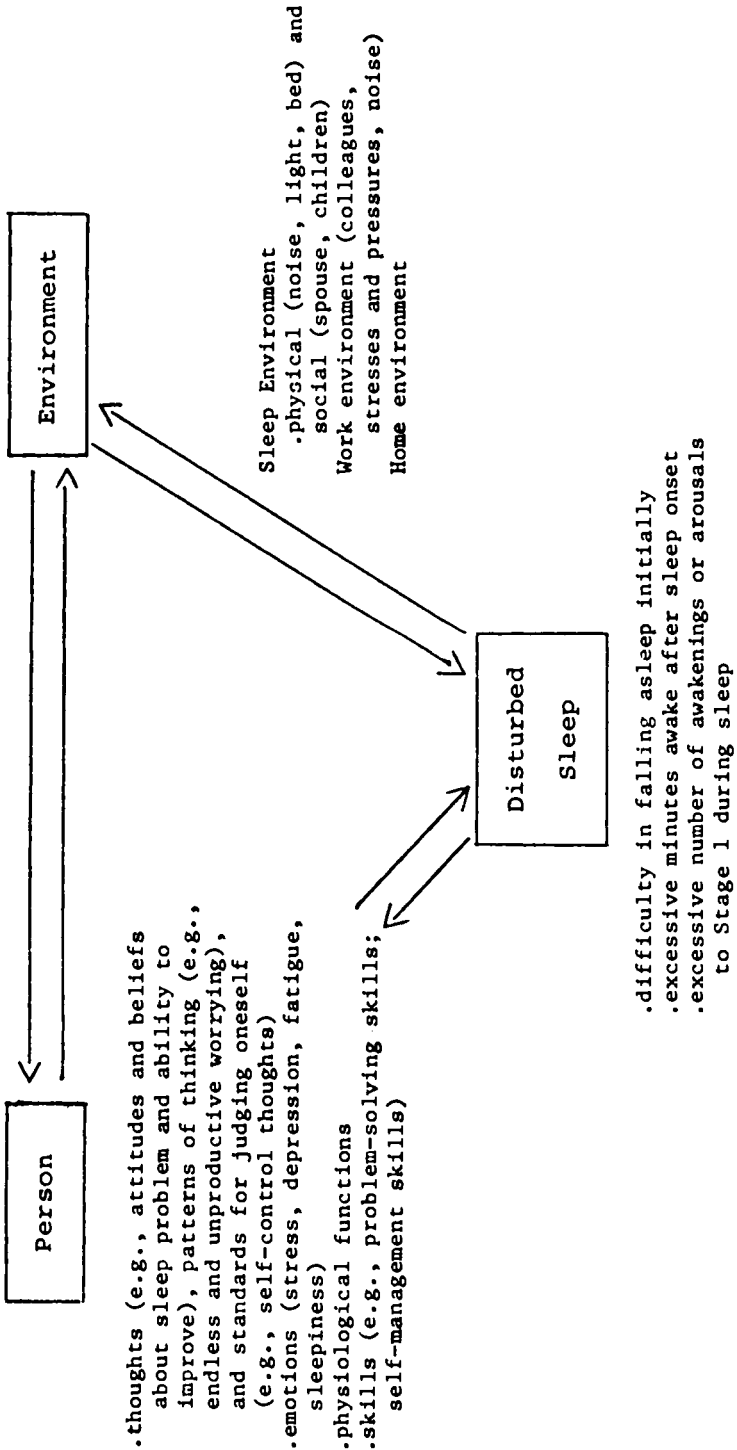 Person
Environment
.thoughts (e.g., attitudes and beliefs
about sleep problem and ability to
improve), patterns of thinking (e.g.,
endless and unproductive worrying),
and standards for judging oneself
(e.g., self-control thoughts)
.emotions (stress, depression, fatigue,
sleepiness)
.physiological functions
.skills (e.g., problem-solving skills;
self-management skills)
Sleep Environment
.physical (noise, light, bed) and
social (spouse, children)
Work environment (colleagues,
stresses and pressures, noise)
Home environment
Disturbed
Sleep
.difficulty in falling asleep initially
.excessive minutes awake after sleep onset
.excessive number of awakenings or arousals
to Stage 1 during sleep